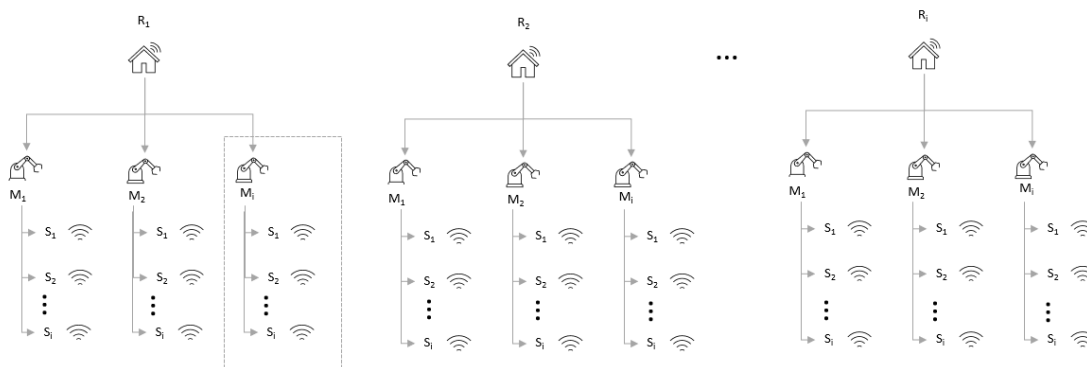 R₁
R₂
...
Rᵢ
M₁ M₂ Mᵢ
M₁ M₂ Mᵢ
M₁ M₂ Mᵢ
S₁ S₁ S₁
S₁ S₁ S₁
S₁ S₁ S₁
S₂ S₂ S₂
S₂ S₂ S₂
S₂ S₂ S₂
Sᵢ Sᵢ Sᵢ
Sᵢ Sᵢ Sᵢ
Sᵢ Sᵢ Sᵢ